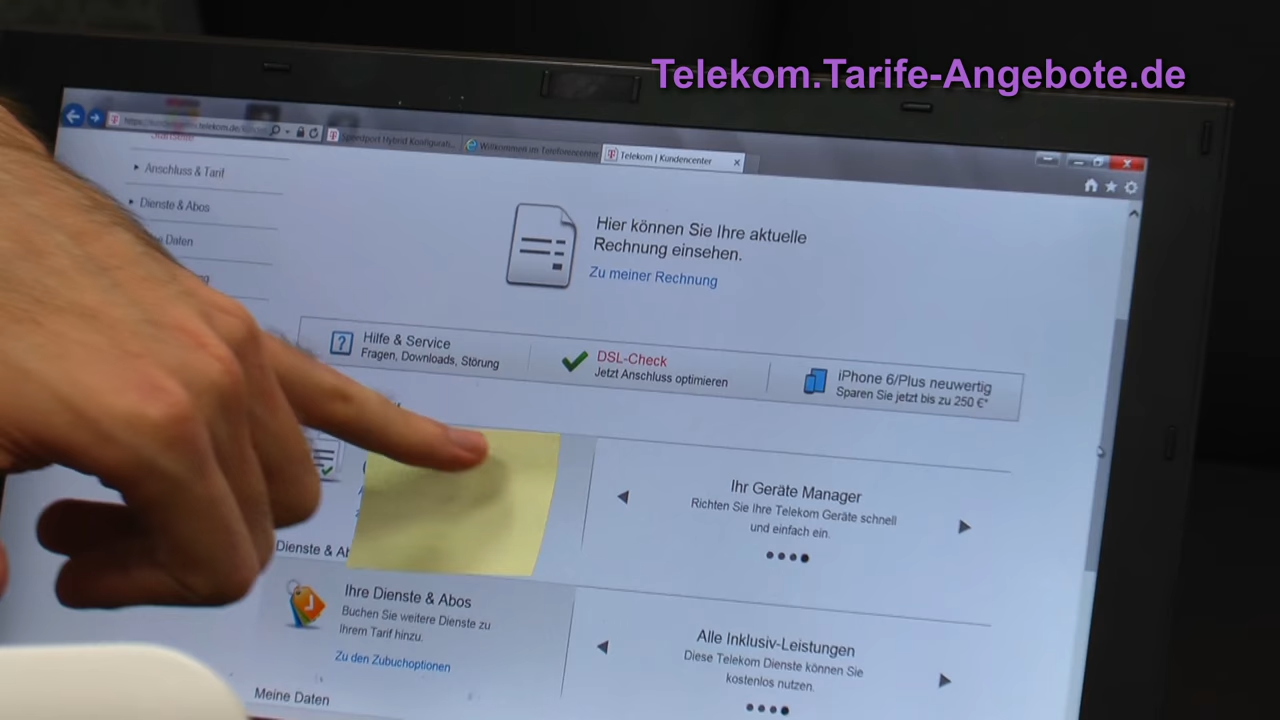 Telekom.Tarife-Angebote.de
Speedport Hybrid Konfigurati...
Willkommen im Telefoniecenter
Telekom | Kundencenter
Startseite
Anschluss & Tarif
Dienste & Abos
Daten
Hier können Sie Ihre aktuelle
Rechnung einsehen.
Zu meiner Rechnung
Hilfe & Service
Fragen, Downloads, Störung
DSL-Check
Jetzt Anschluss optimieren
iPhone 6/Plus neuwertig
Sparen Sie jetzt bis zu 250 €*
Ihr Geräte Manager
Richten Sie Ihre Telekom Geräte schnell
und einfach ein.
Dienste & Ab
Ihre Dienste & Abos
Buchen Sie weitere Dienste zu
Ihrem Tarif hinzu.
Zu den Zubuchoptionen
Alle Inklusiv-Leistungen
Diese Telekom Dienste können Sie
kostenlos nutzen.
Meine Daten